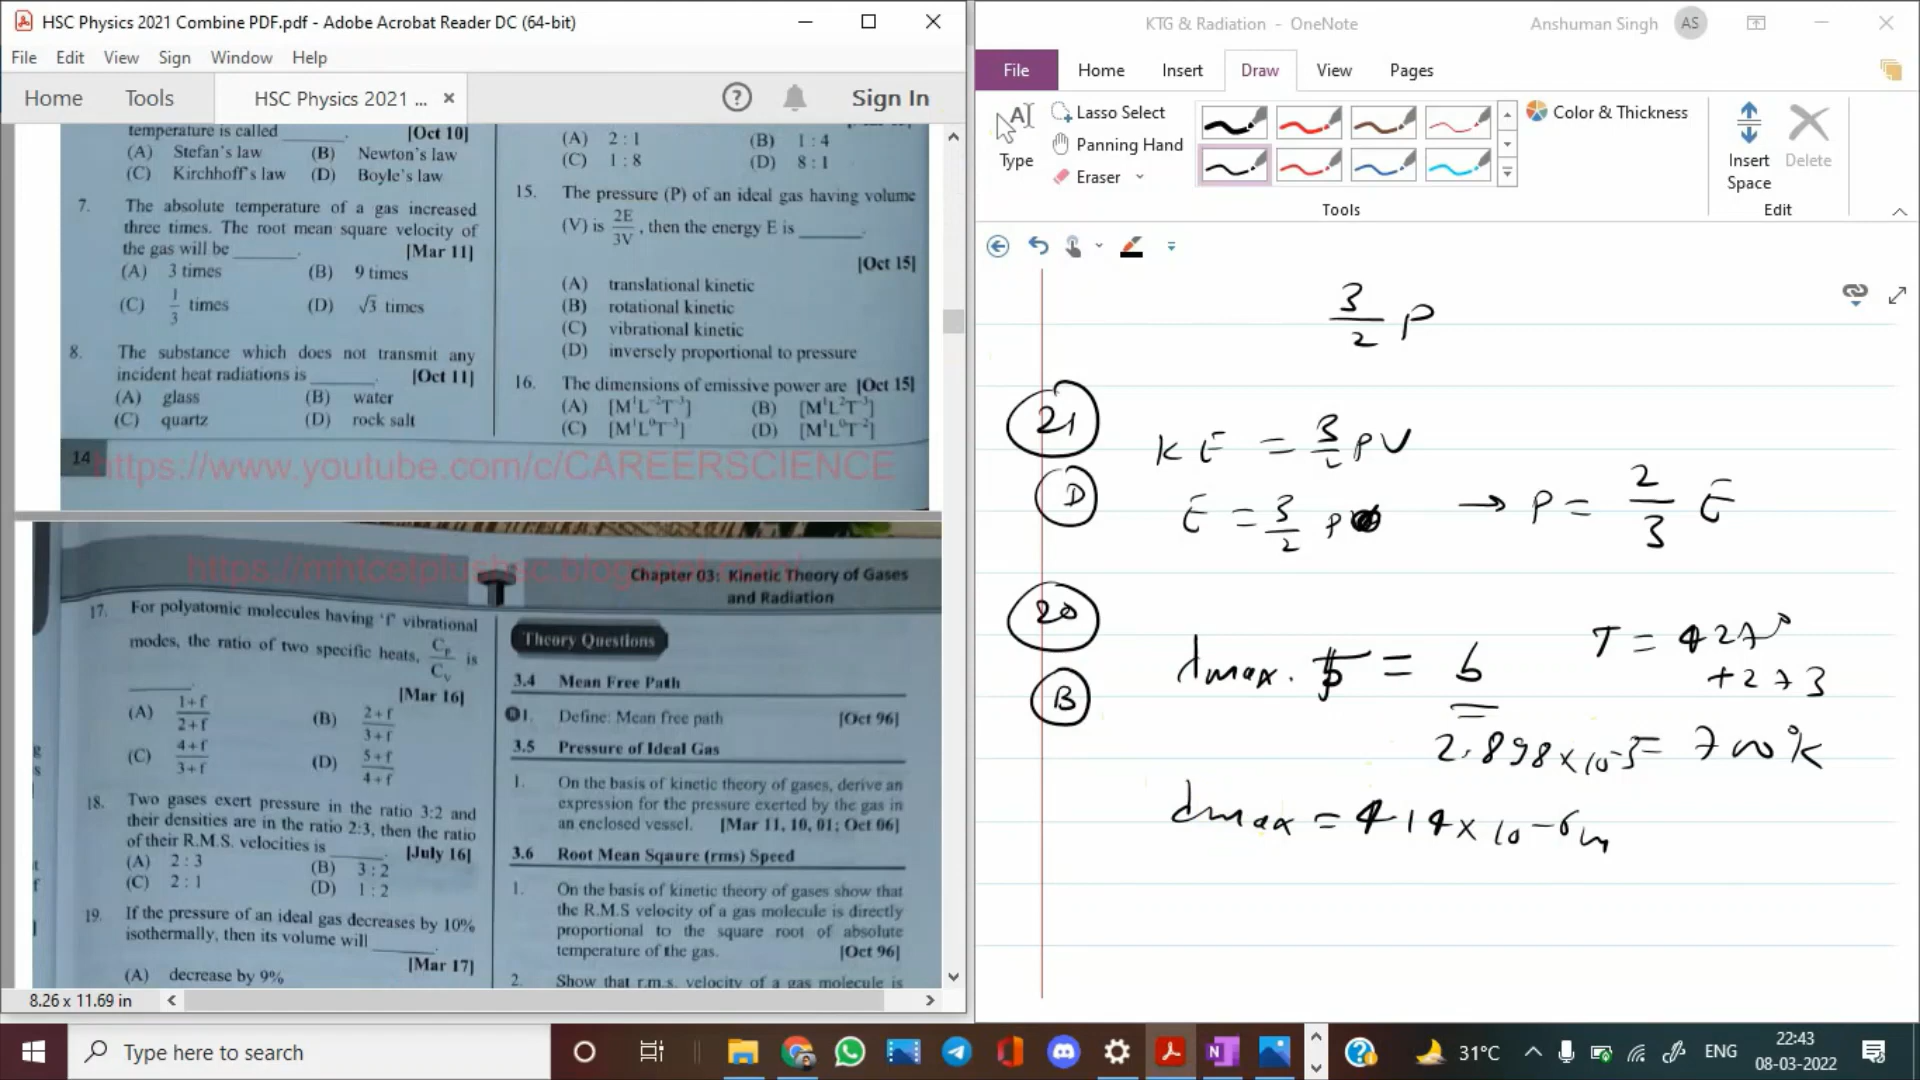 HSC Physics 2021 Combine PDF.pdf - Adobe Acrobat Reader DC (64-bit)
File Edit View Sign Window Help
Home Tools HSC Physics 2021 ... × Sign In
temperature is called ______. [Oct 10]
(A) Stefan's law (B) Newton's law
(C) Kirchhoff's law (D) Boyle's law
7. The absolute temperature of a gas increased
three times. The root mean square velocity of
the gas will be ______. [Mar 11]
(A) 3 times (B) 9 times
(C) 1/3 times (D) √3 times
8. The substance which does not transmit any
incident heat radiations is ______. [Oct 11]
(A) glass (B) water
(C) quartz (D) rock salt
14
(A) 2 : 1 (B) 1 : 4
(C) 1 : 8 (D) 8 : 1
15. The pressure (P) of an ideal gas having volume
(V) is 2E/3V, then the energy E is ______.
[Oct 15]
(A) translational kinetic
(B) rotational kinetic
(C) vibrational kinetic
(D) inversely proportional to pressure
16. The dimensions of emissive power are [Oct 15]
(A) [M¹L⁻²T⁻³] (B) [M¹L²T⁻³]
(C) [M¹L⁰T⁻³] (D) [M¹L⁰T⁻²]
https://www.youtube.com/c/CAREERSCIENCE
https://mhtcetplushsc.blogspot.com/
Chapter 03: Kinetic Theory of Gases
and Radiation
17. For polyatomic molecules having 'f' vibrational
modes, the ratio of two specific heats, Cp/Cv is
______. [Mar 16]
(A) 1+f/2+f (B) 2+f/3+f
(C) 4+f/3+f (D) 5+f/4+f
18. Two gases exert pressure in the ratio 3:2 and
their densities are in the ratio 2:3, then the ratio
of their R.M.S. velocities is ______. [July 16]
(A) 2 : 3 (B) 3 : 2
(C) 2 : 1 (D) 1 : 2
19. If the pressure of an ideal gas decreases by 10%
isothermally, then its volume will ______.
[Mar 17]
(A) decrease by 9%
Theory Questions
3.4 Mean Free Path
1. Define: Mean free path [Oct 96]
3.5 Pressure of Ideal Gas
1. On the basis of kinetic theory of gases, derive an
expression for the pressure exerted by the gas in
an enclosed vessel. [Mar 11, 10, 01; Oct 06]
3.6 Root Mean Sqaure (rms) Speed
1. On the basis of kinetic theory of gases show that
the R.M.S velocity of a gas molecule is directly
proportional to the square root of absolute
temperature of the gas. [Oct 96]
2. Show that r.m.s. velocity of a gas molecule is
8.26 x 11.69 in
KTG & Radiation - OneNote Anshuman Singh AS
File Home Insert Draw View Pages
Type
Lasso Select
Panning Hand
Eraser
Color & Thickness
Insert Space
Delete
Tools Edit
3/2 P
21
KE = 3/2 PV
D
E = 3/2 P → P = 2/3 E
20
λmax. T = b
T = 427°
+273
B
2.898×10-3
= 700°K
λmax = 414×10-6m
Type here to search
31°C ENG 22:43
08-03-2022